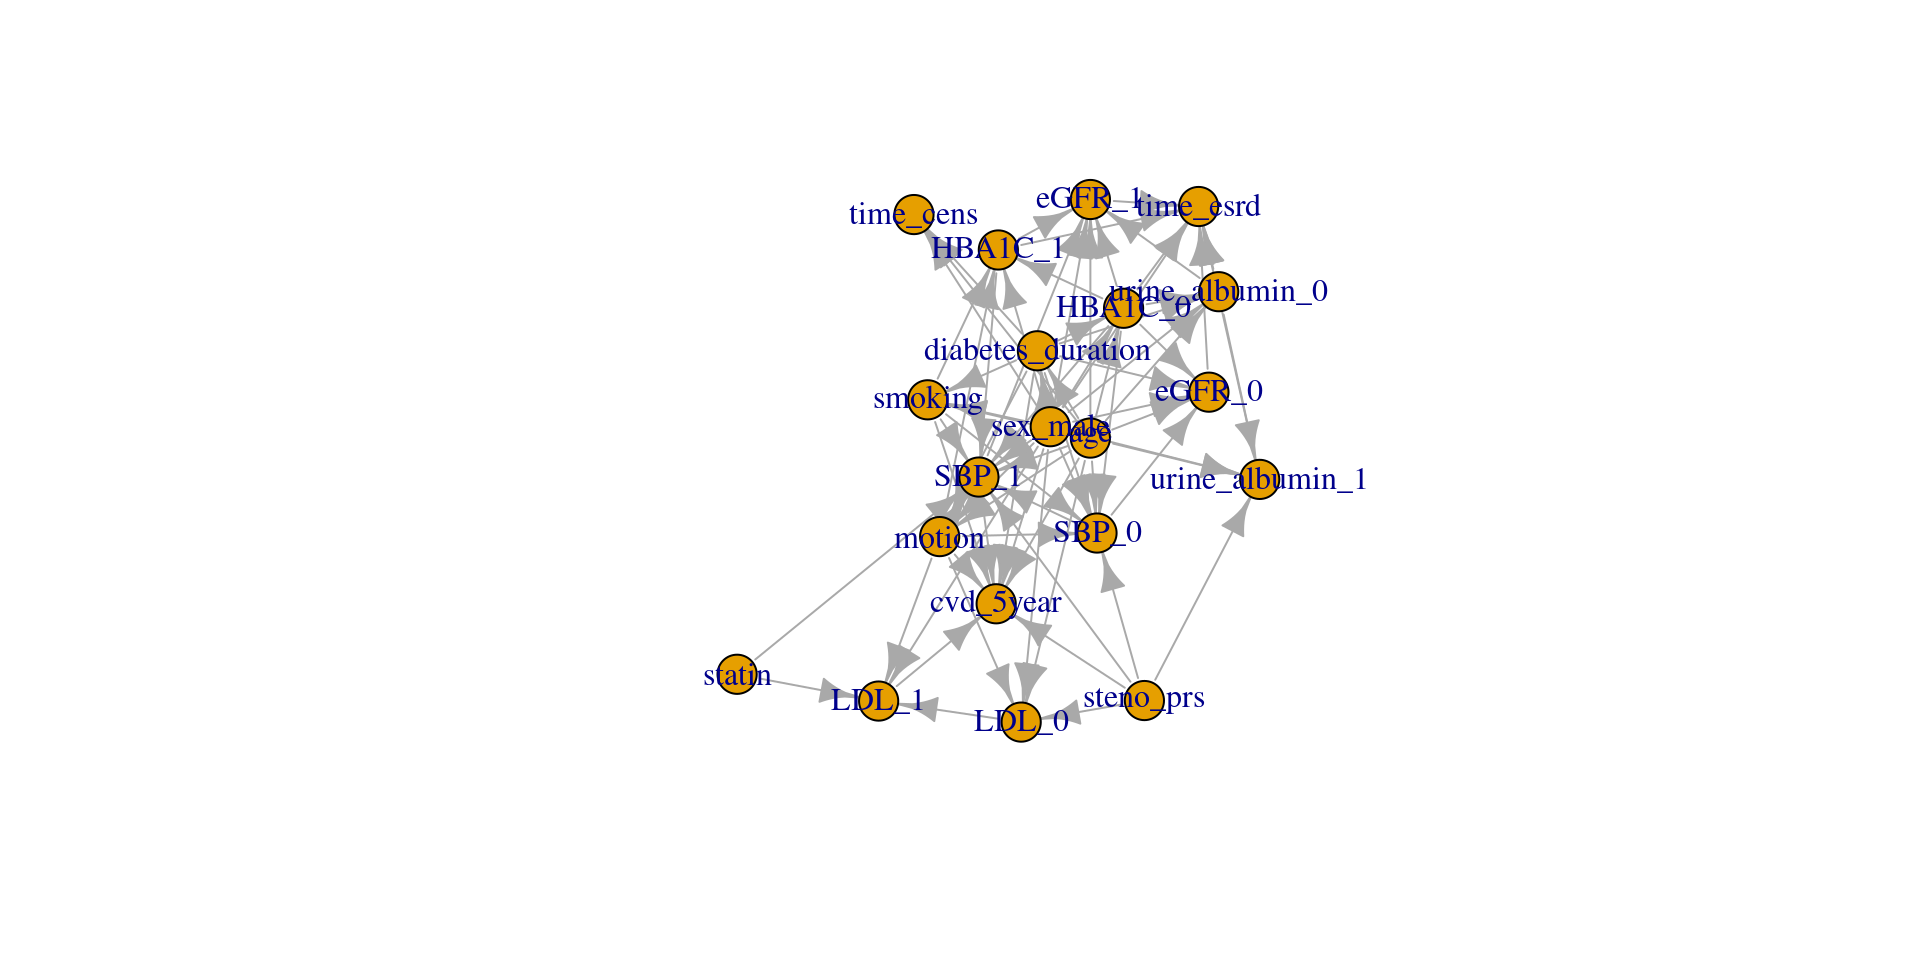 eGFR_1
time_esrd
time_cens
HBA1C_1
urine_albumin_0
HBA1C_0
diabetes_duration
eGFR_0
smoking
sex_male
age
SBP_1
urine_albumin_1
SBP_0
motion
cvd_5year
statin
LDL_1
steno_prs
LDL_0